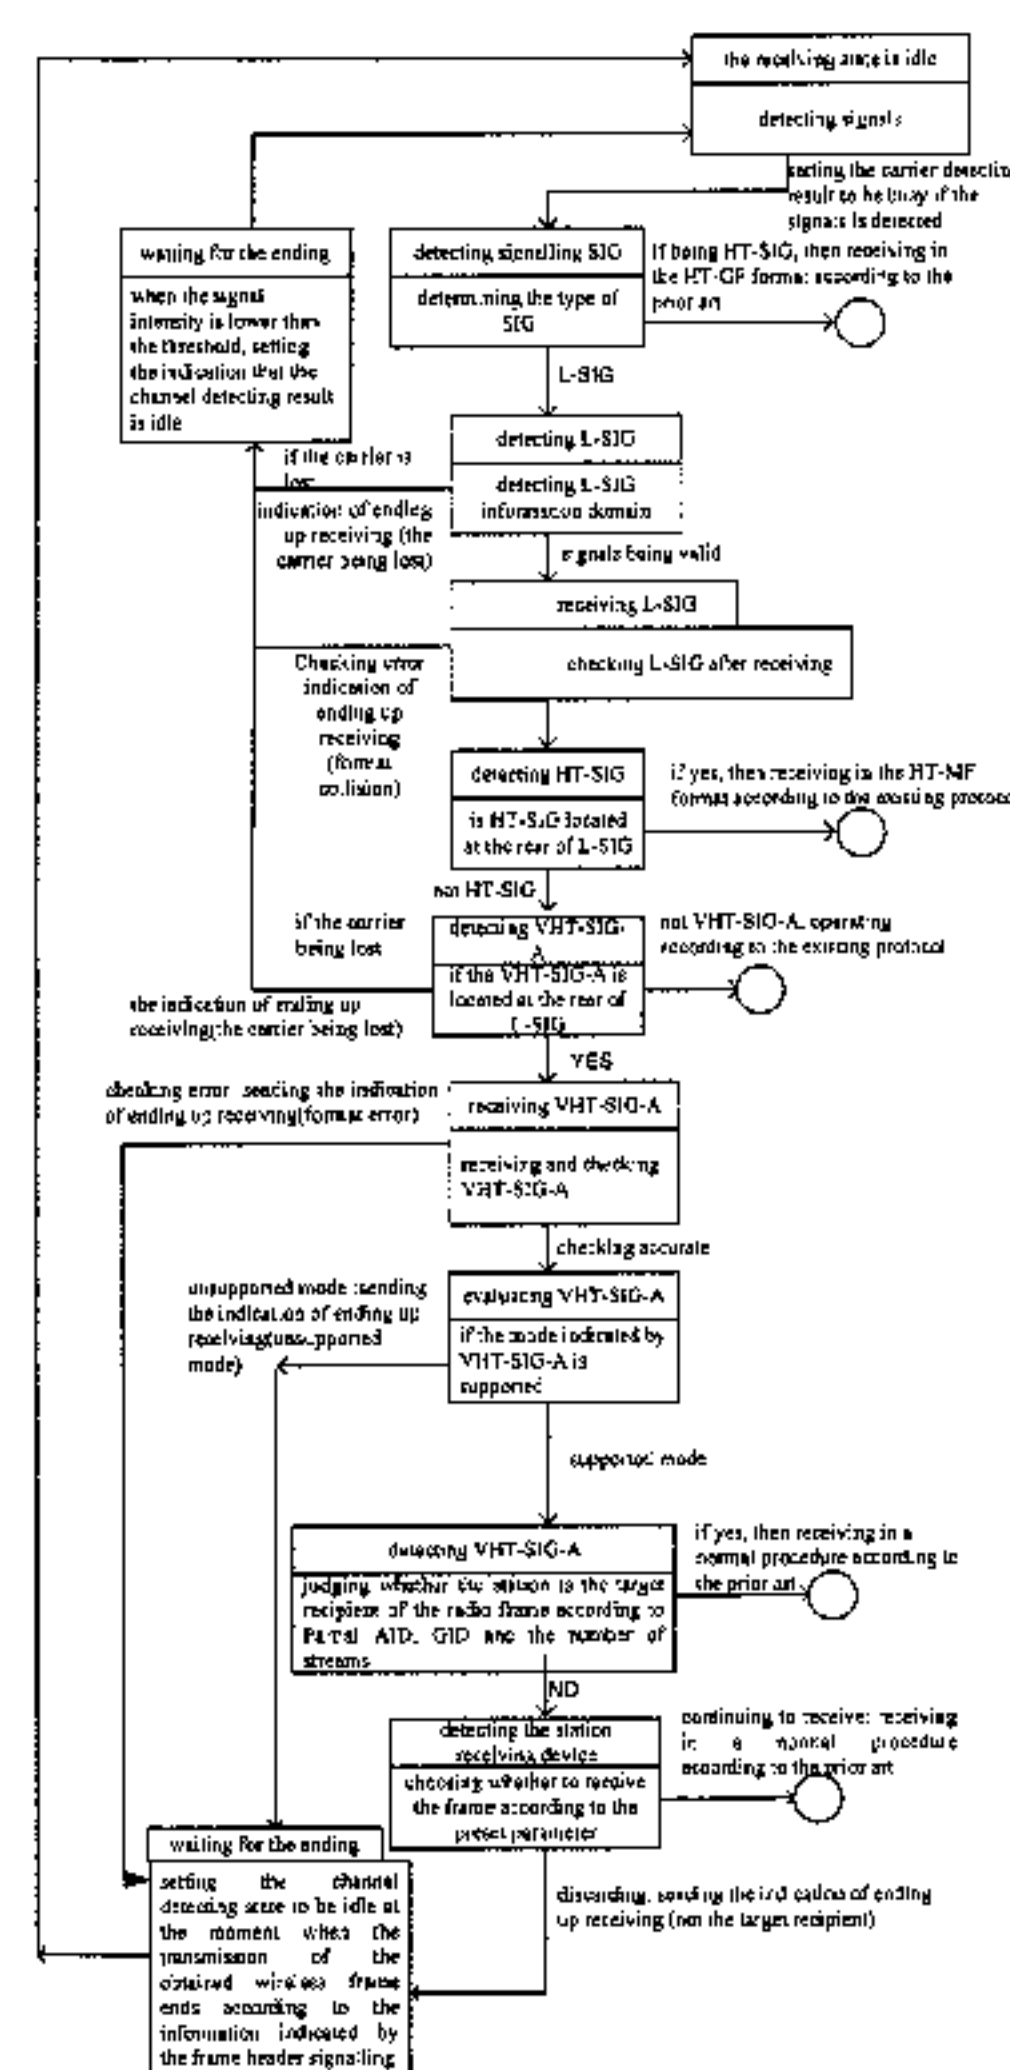 the receiving state is idle
detecting signals
setting the carrier detectin
result to be busy if the
signals is detected
waiting for the ending
when the signal
intensity is lower than
the threshold, setting
the indication that the
channel detecting result
is idle
detecting signelling SIG
determining the type of
SIG
If being HT-SIG, then receiving in
the HT-GF format according to the
prior art
L-SIG
detecting L-SIG
detecting L-SIG
information domain
if the carrier is
lost
indication of ending
up receiving (the
carrier being lost)
signals being valid
receiving L-SIG
checking L-SIG after receiving
Checking error
indication of
ending up
receiving
(format
collision)
detecting HT-SIG
is HT-SIG located
at the rear of L-SIG
if yes, then receiving in the HT-MF
format according to the existing protoco
not HT-SIG
if the carrier
being lost
detecting VHT-SIG-
A
if the VHT-SIG-A is
located at the rear of
L-SIG
not VHT-SIG-A, operating
according to the existing protocol
the indication of ending up
receiving(the carrier being lost)
YES
checking error sending the indication
of ending up receiving(format error)
receiving VHT-SIG-A
receiving and checking
VHT-SIG-A
checking accurate
unsupported mode :sending
the indication of ending up
receiving(unsupported
mode)
evaluating VHT-SIG-A
if the mode indicated by
VHT-SIG-A is
supported
supported mode
detecting VHT-SIG-A
judging whether the station is the target
recipient of the radio frame according to
Partial AID, GID and the number of
streams
if yes, then receiving in a
normal procedure according to
the prior art
NO
detecting the station
receiving device
choosing whether to receive
the frame according to the
preset parameter
continuing to receive: receiving
in a normal procedure
according to the prior art
discarding, sending the indication of ending
up receiving (not the target recipient)
waiting for the ending
setting the channel
detecting state to be idle at
the moment when the
transmission of the
obtained wireless frame
ends according to the
information indicated by
the frame header signalling